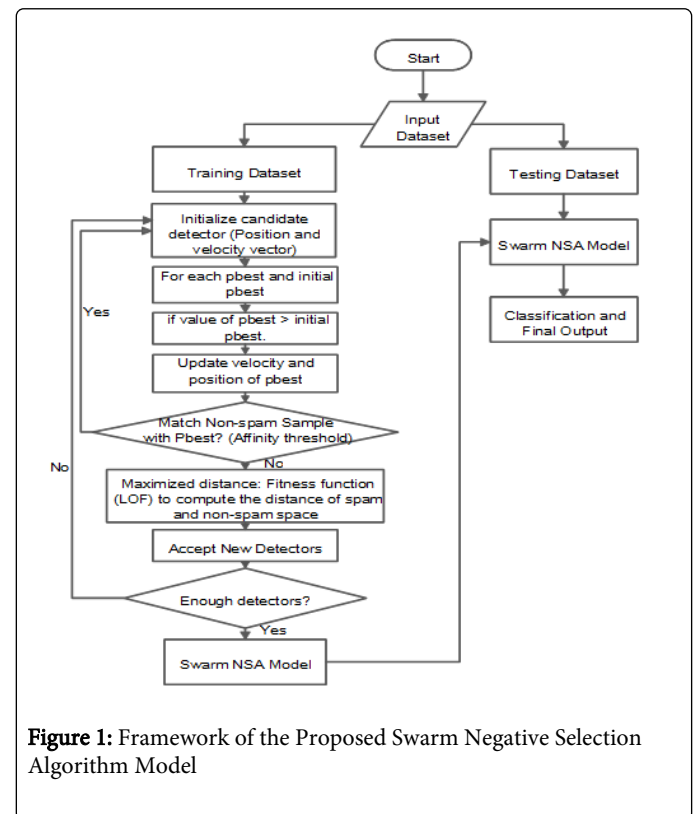 Start
Input
Dataset
Training Dataset
Testing Dataset
Initialize candidate
detector (Position and
velocity vector)
Swarm NSA Model
For each pbest and initial
pbest
Yes
Classification and
Final Output
if value of pbest > initial
pbest.
Update velocity and
position of pbest
Match Non-spam Sample
with Pbest? (Affinity threshold)
No
No
Maximized distance: Fitness function
(LOF) to compute the distance of spam
and non-spam space
Accept New Detectors
Enough detectors?
Yes
Swarm NSA Model
Figure 1: Framework of the Proposed Swarm Negative Selection
Algorithm Model